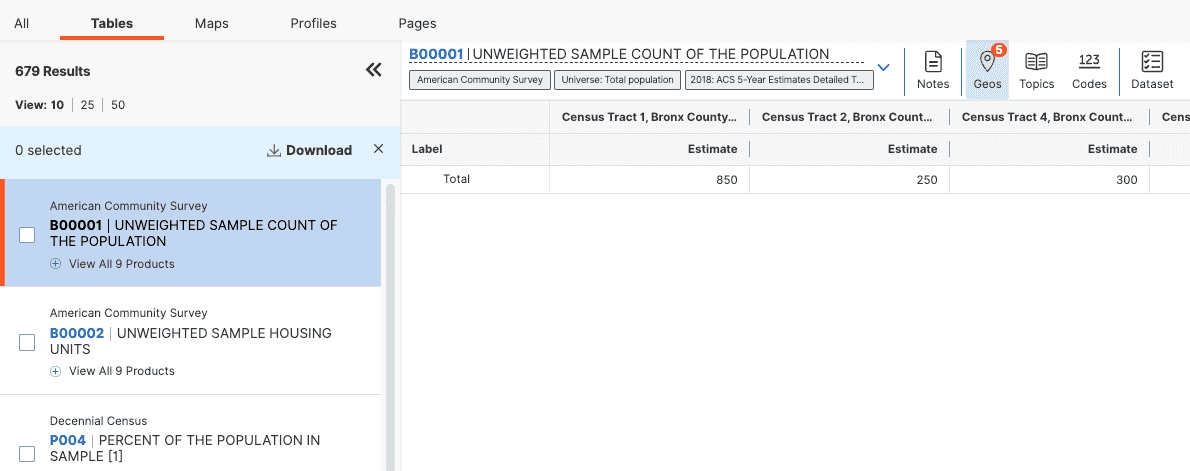 All Tables Maps Profiles Pages
679 Results
View: 10 | 25 | 50
0 selected Download
American Community Survey
B00001 | UNWEIGHTED SAMPLE COUNT OF
THE POPULATION
View All 9 Products
American Community Survey
B00002 | UNWEIGHTED SAMPLE HOUSING
UNITS
View All 9 Products
Decennial Census
P004 | PERCENT OF THE POPULATION IN
SAMPLE [1]
B00001 | UNWEIGHTED SAMPLE COUNT OF THE POPULATION
American Community Survey Universe: Total population 2018: ACS 5-Year Estimates Detailed T...
5 123
Notes Geos Topics Codes Dataset
Census Tract 1, Bronx County... Census Tract 2, Bronx Count... Census Tract 4, Bronx Count... Cens
Label Estimate Estimate Estimate
Total 850 250 300